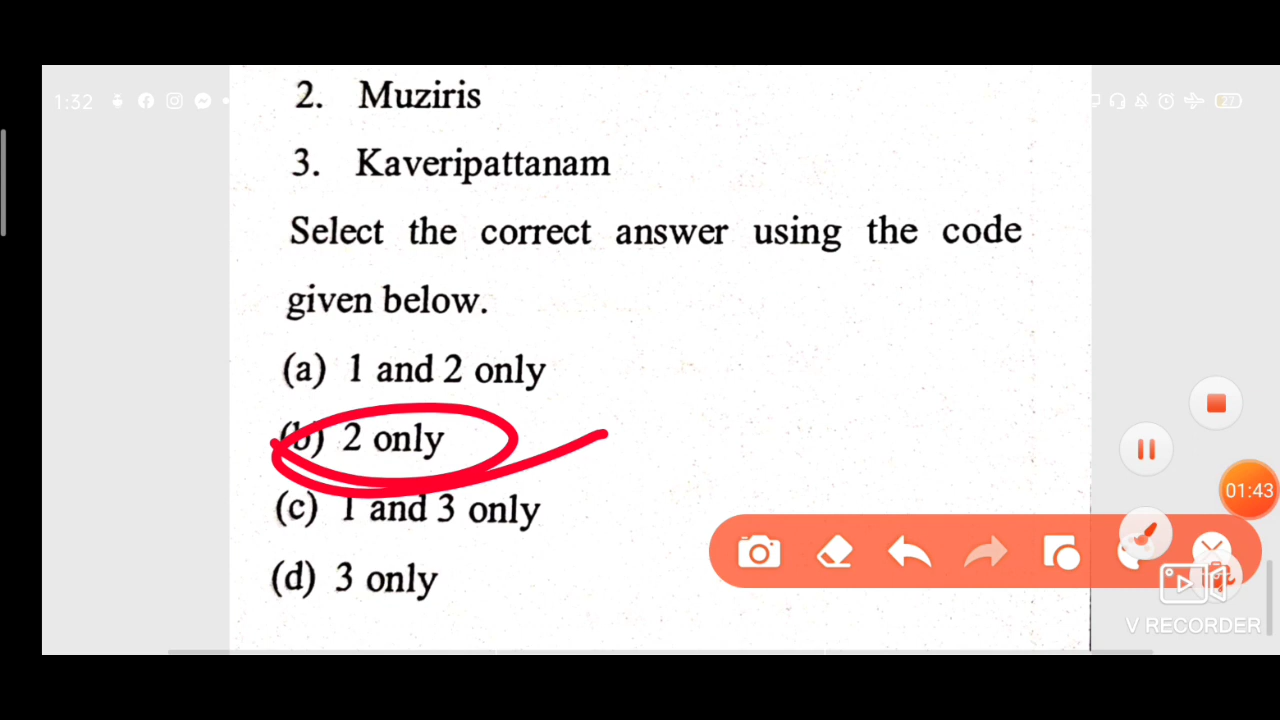 1:32
27
2. Muziris
3. Kaveripattanam
Select the correct answer using the code
given below.
(a) 1 and 2 only
(b) 2 only
(c) 1 and 3 only
(d) 3 only
01:43
V RECORDER